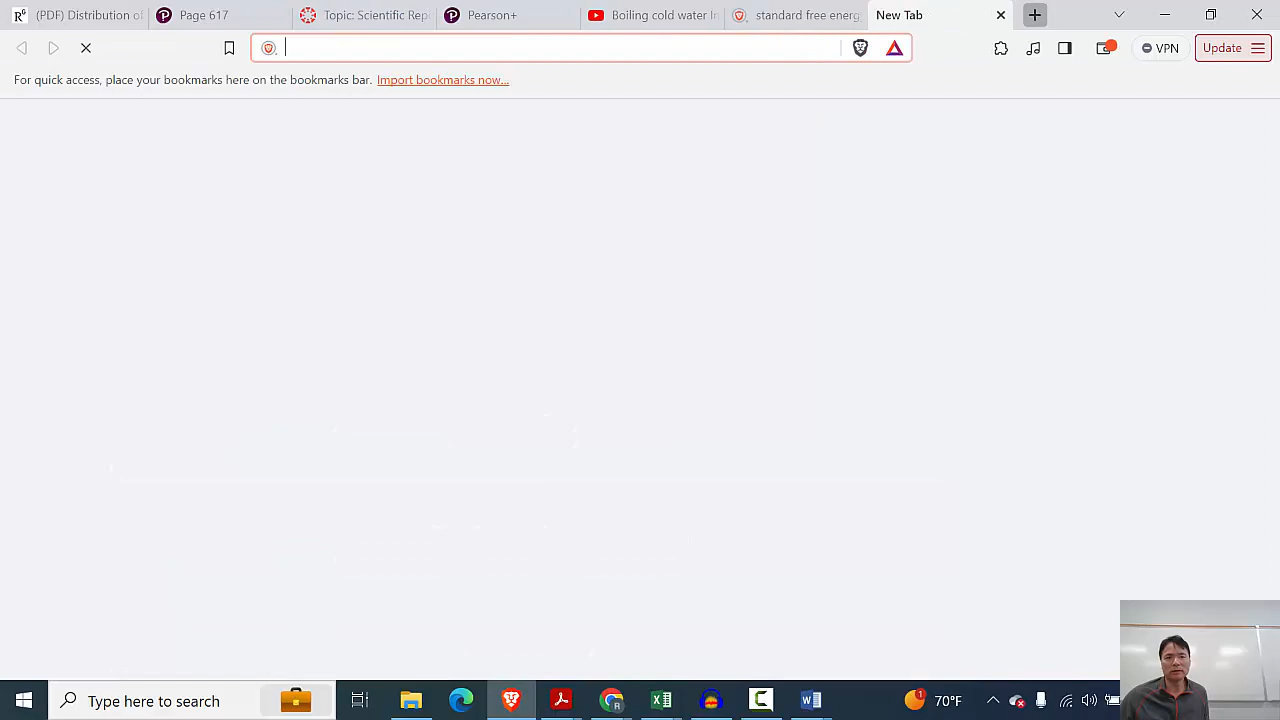 (PDF) Distribution of
Page 617
Topic: Scientific Repo
Pearson+
Boiling cold water In
standard free energ
New Tab
VPN
Update
For quick access, place your bookmarks here on the bookmarks bar. Import bookmarks now...
Type here to search
1
70°F